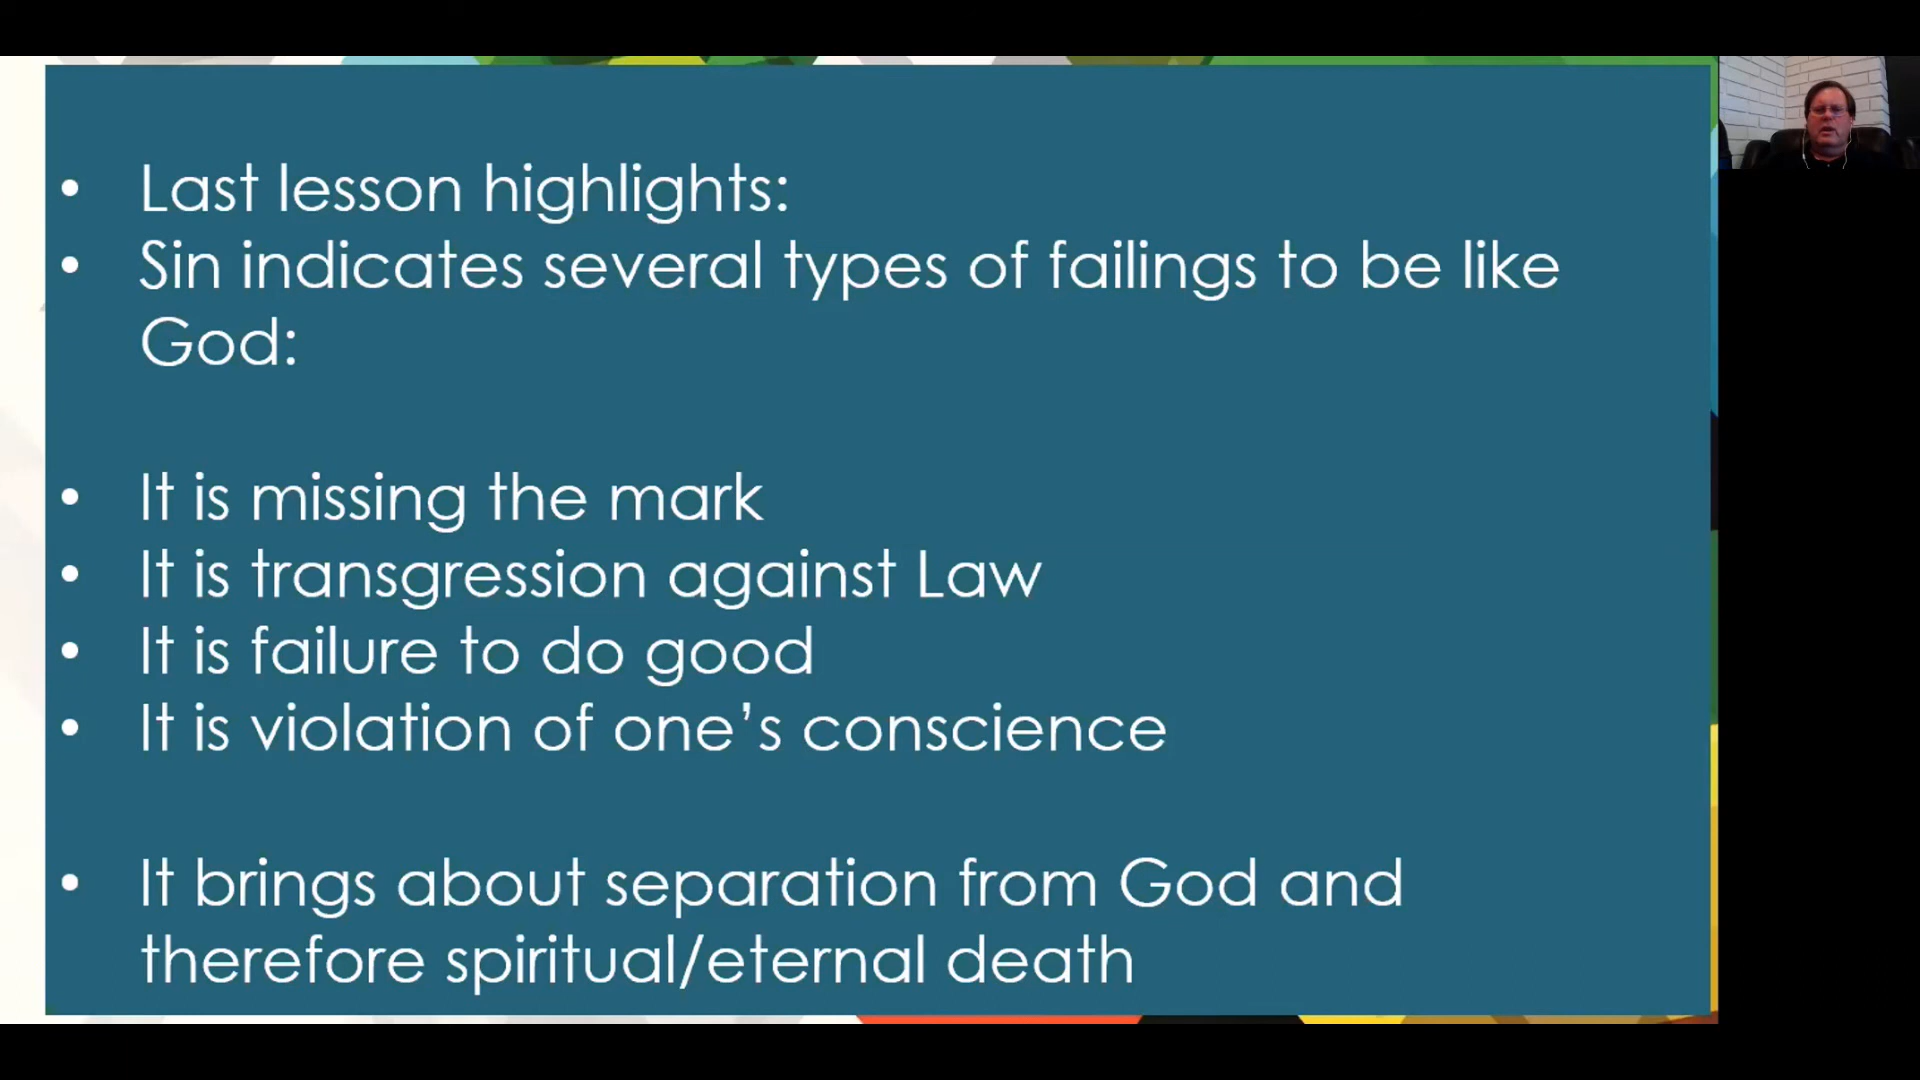 • Last lesson highlights:
• Sin indicates several types of failings to be like
God:
• It is missing the mark
• It is transgression against Law
• It is failure to do good
• It is violation of one’s conscience
• It brings about separation from God and
therefore spiritual/eternal death